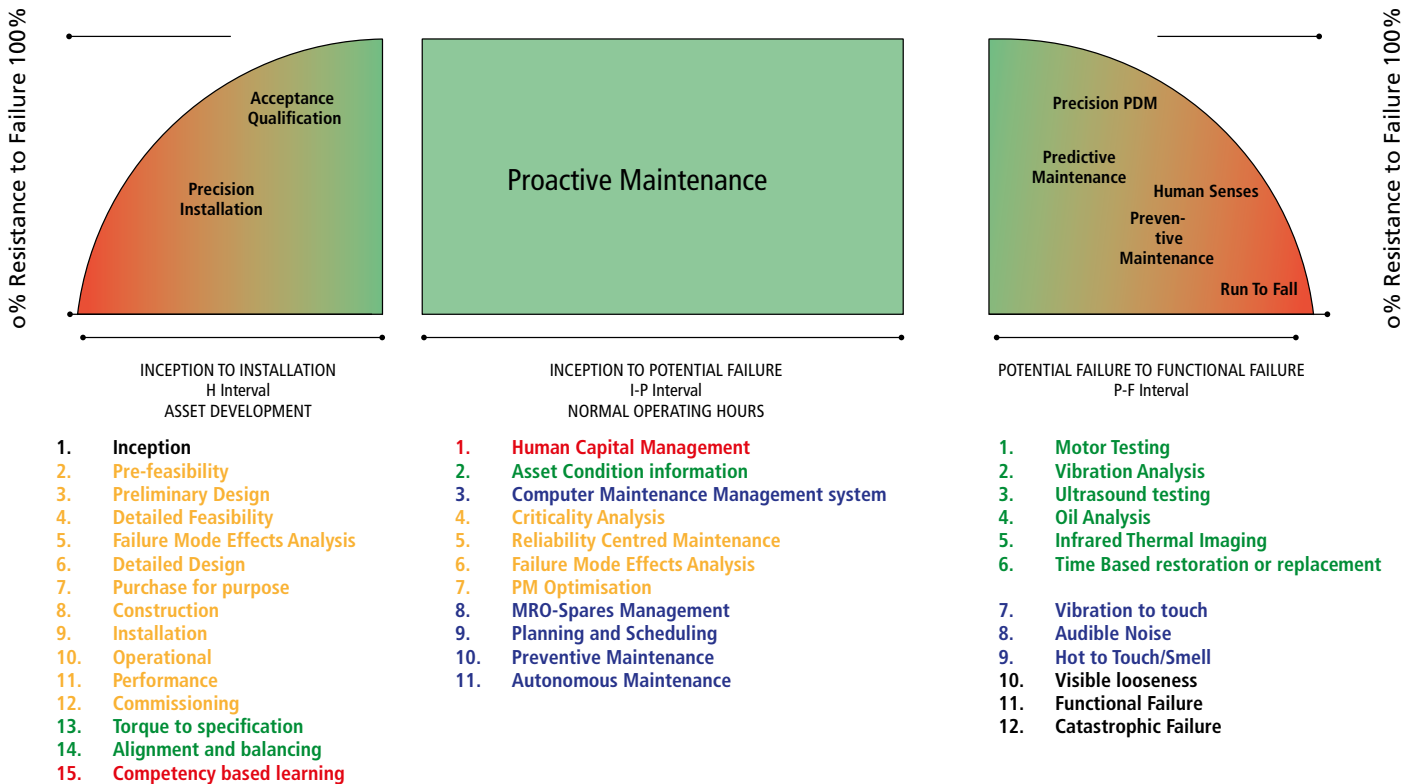 0% Resistance to Failure 100%
Acceptance
Qualification
Precision
Installation
Proactive Maintenance
Precision PDM
Predictive
Maintenance
Human Senses
Preven-
tive
Maintenance
Run To Fall
0% Resistance to Failure 100%
INCEPTION TO INSTALLATION
H Interval
ASSET DEVELOPMENT
INCEPTION TO POTENTIAL FAILURE
I-P Interval
NORMAL OPERATING HOURS
POTENTIAL FAILURE TO FUNCTIONAL FAILURE
P-F Interval
1. Inception
2. Pre-feasibility
3. Preliminary Design
4. Detailed Feasibility
5. Failure Mode Effects Analysis
6. Detailed Design
7. Purchase for purpose
8. Construction
9. Installation
10. Operational
11. Performance
12. Commissioning
13. Torque to specification
14. Alignment and balancing
15. Competency based learning
1. Human Capital Management
2. Asset Condition information
3. Computer Maintenance Management system
4. Criticality Analysis
5. Reliability Centred Maintenance
6. Failure Mode Effects Analysis
7. PM Optimisation
8. MRO-Spares Management
9. Planning and Scheduling
10. Preventive Maintenance
11. Autonomous Maintenance
1. Motor Testing
2. Vibration Analysis
3. Ultrasound testing
4. Oil Analysis
5. Infrared Thermal Imaging
6. Time Based restoration or replacement
7. Vibration to touch
8. Audible Noise
9. Hot to Touch/Smell
10. Visible looseness
11. Functional Failure
12. Catastrophic Failure